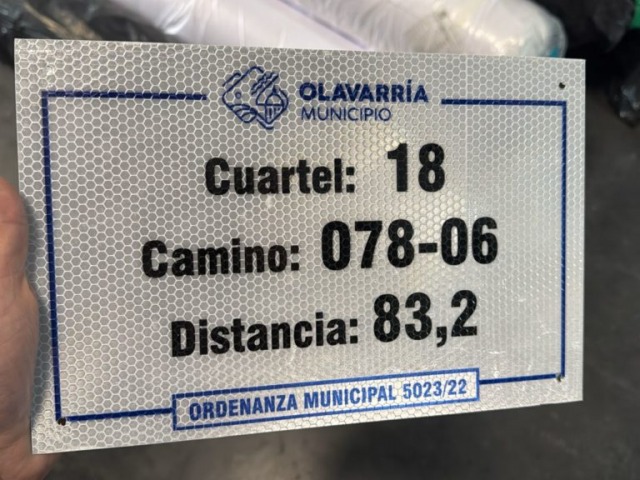 OLAVARRÍA
MUNICIPIO
Cuartel: 18
Camino: 078-06
Distancia: 83,2
ORDENANZA MUNICIPAL 5023/22